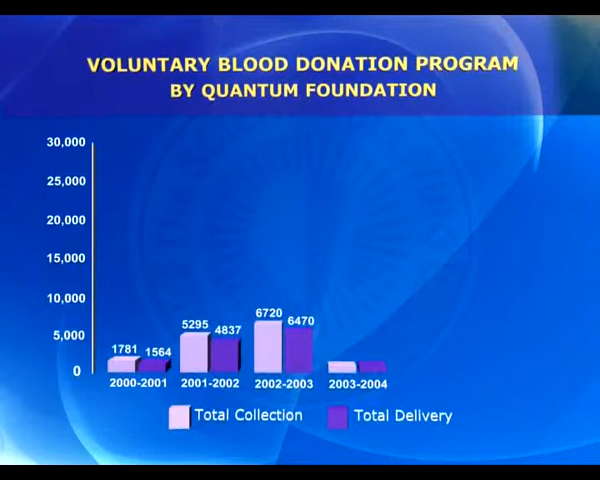 VOLUNTARY BLOOD DONATION PROGRAM
BY QUANTUM FOUNDATION
30,000
25,000
20,000
15,000
10,000
5,000
0
1781 1564
5295 4837
6720 6470
2000-2001 2001-2002 2002-2003 2003-2004
Total Collection Total Delivery